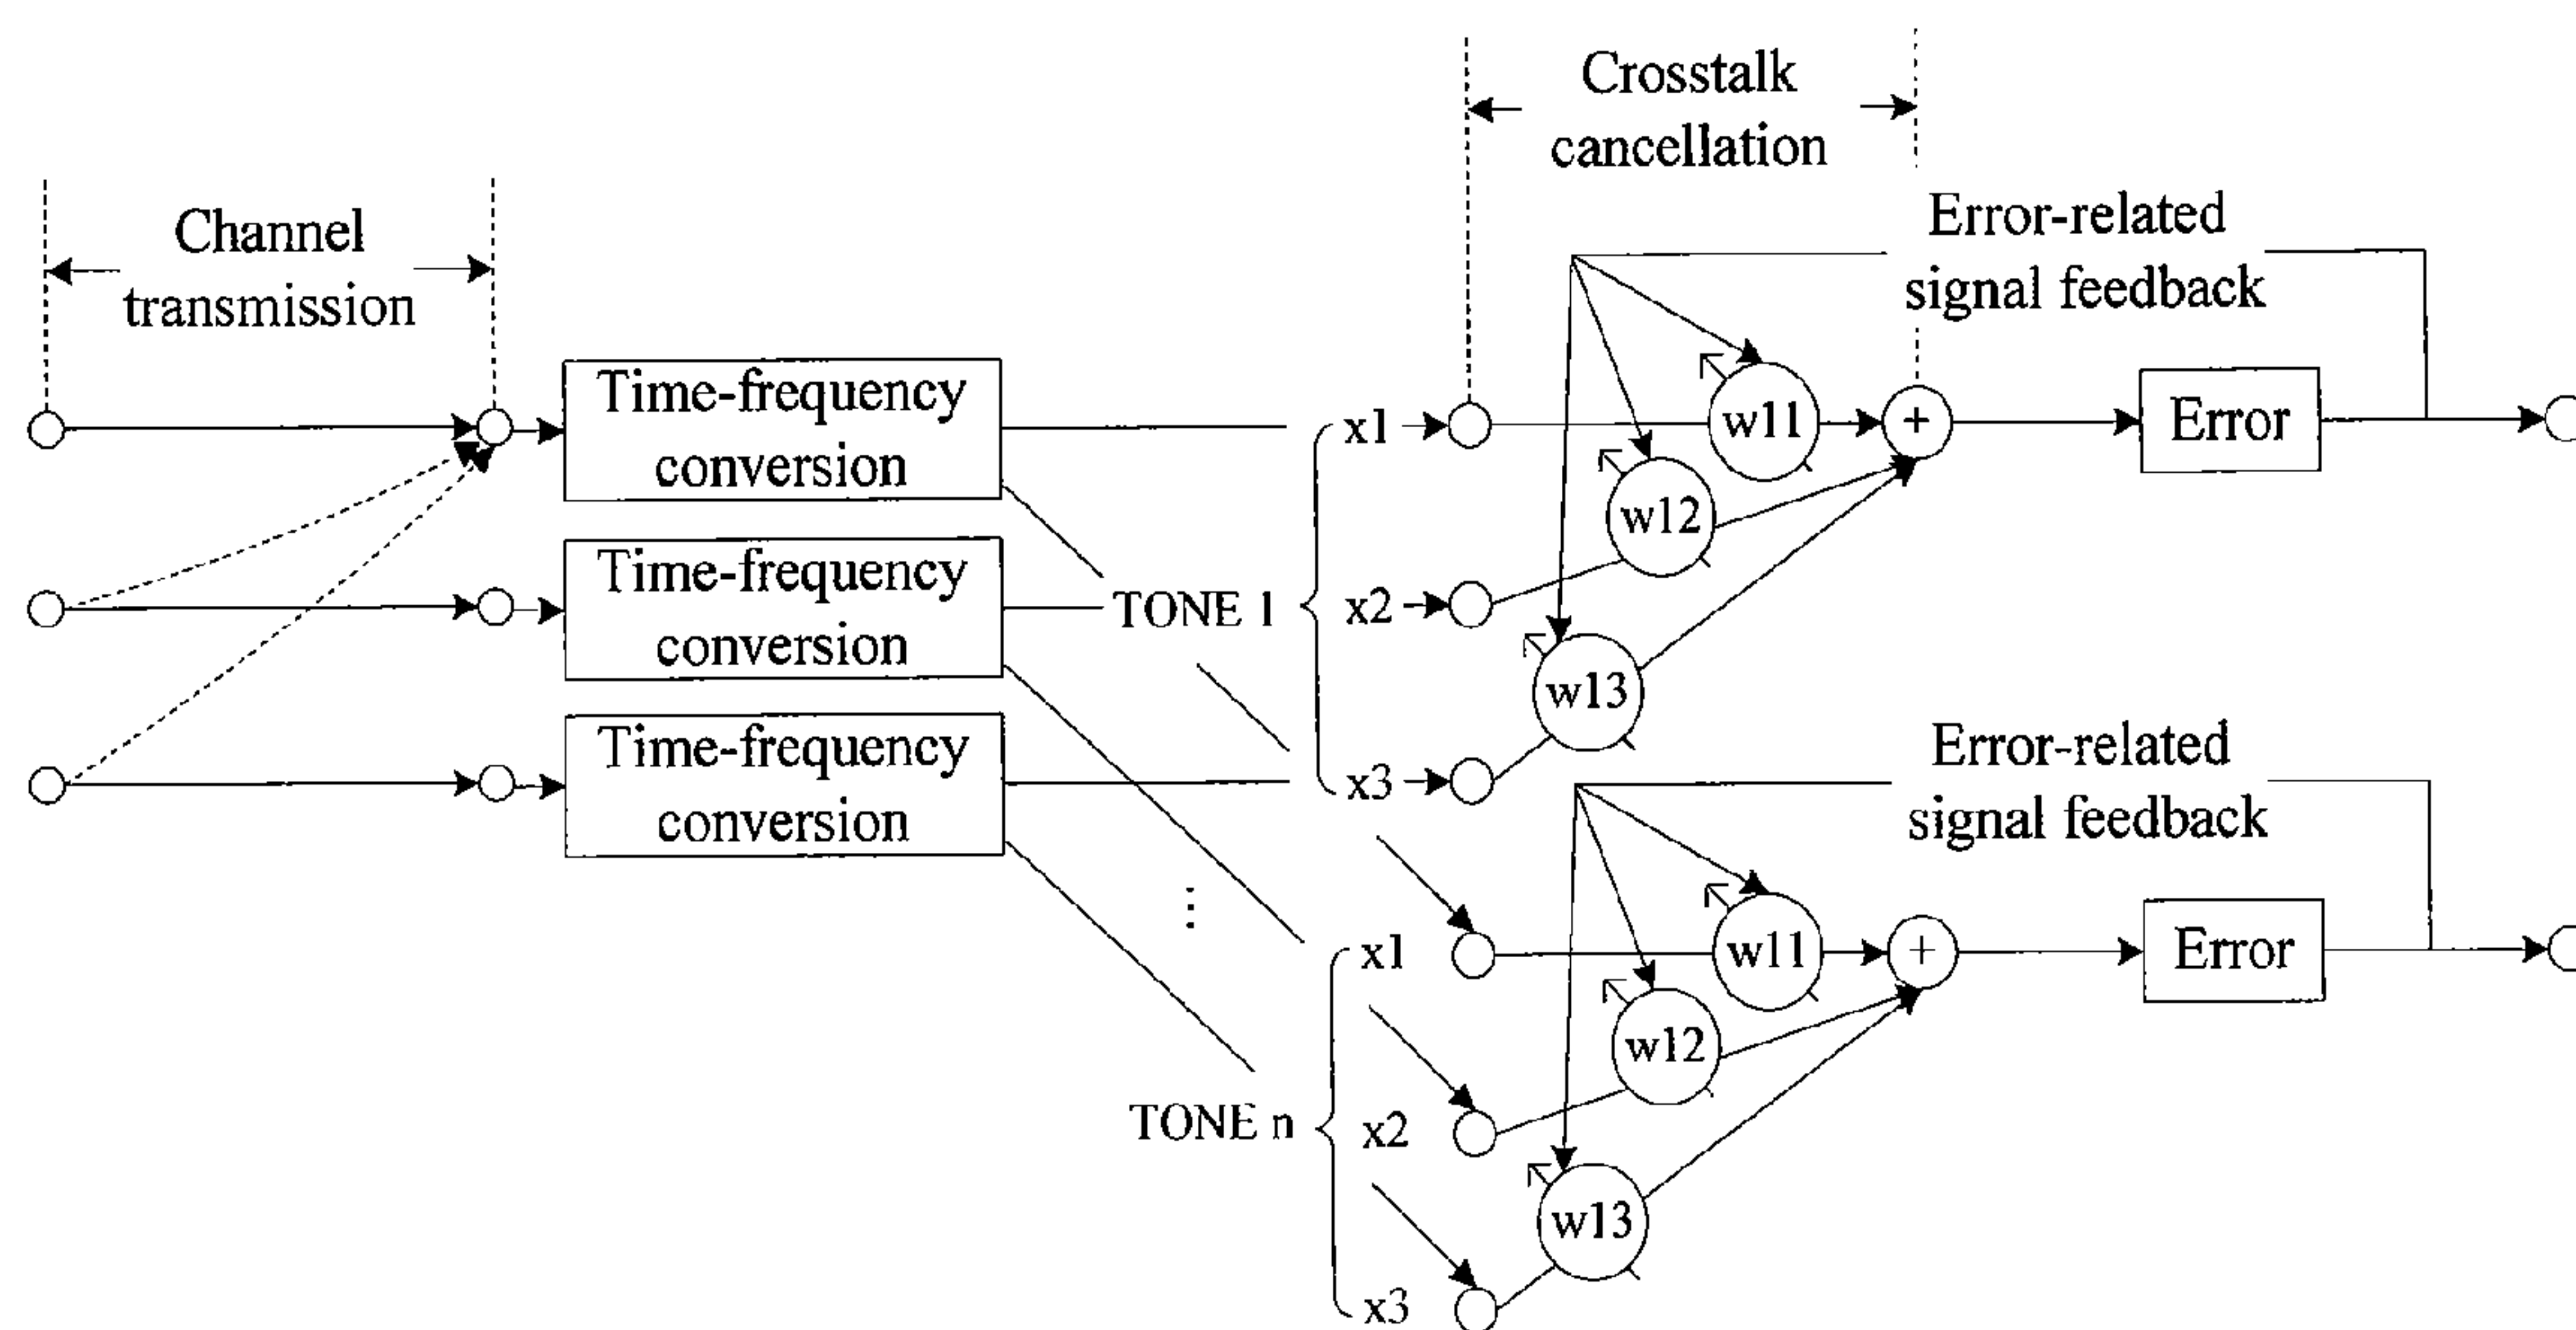 Crosstalk
cancellation
Channel
transmission
Error-related
signal feedback
Time-frequency
conversion
x1
w11
+
Error
w12
Time-frequency
conversion
TONE 1
x2
w13
Time-frequency
conversion
x3
Error-related
signal feedback
...
x1
w11
+
Error
w12
TONE n
x2
w13
x3